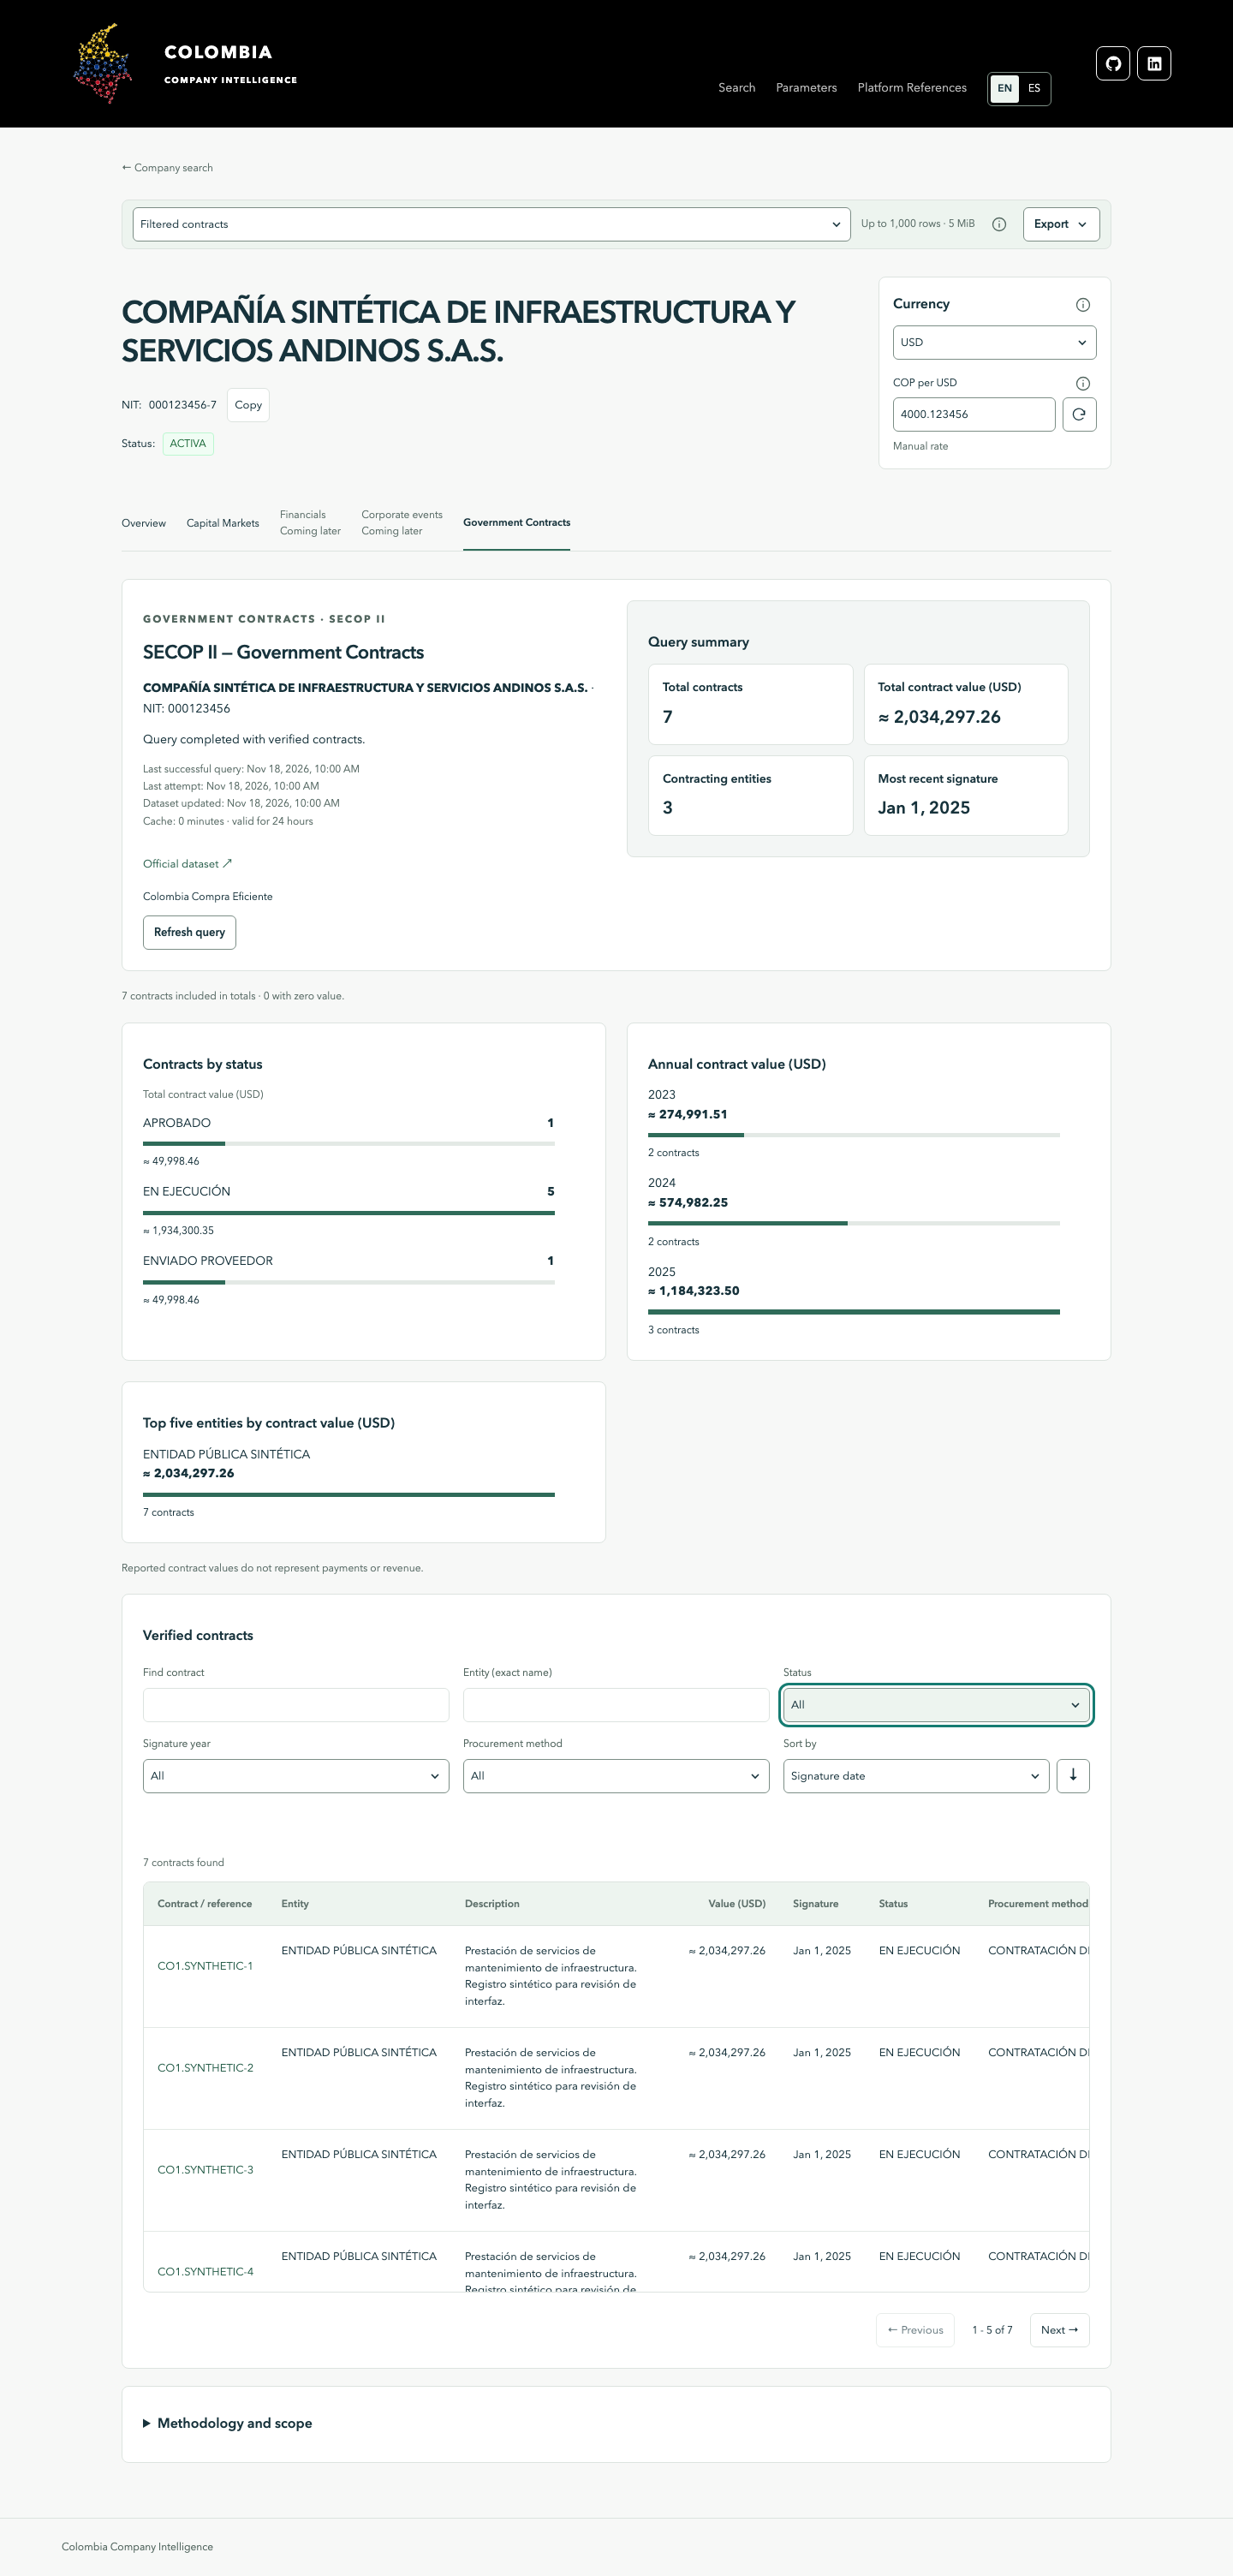 COLOMBIA
COMPANY INTELLIGENCE
Search
Parameters
Platform References
EN
ES
← Company search
Filtered contracts
Up to 1,000 rows · 5 MiB
Export
COMPAÑÍA SINTÉTICA DE INFRAESTRUCTURA Y
SERVICIOS ANDINOS S.A.S.
NIT: 000123456-7
Copy
Status: ACTIVA
Currency
USD
COP per USD
4000.123456
Manual rate
Overview
Capital Markets
Financials
Coming later
Corporate events
Coming later
Government Contracts
GOVERNMENT CONTRACTS · SECOP II
SECOP II — Government Contracts
COMPAÑÍA SINTÉTICA DE INFRAESTRUCTURA Y SERVICIOS ANDINOS S.A.S. ·
NIT: 000123456
Query completed with verified contracts.
Last successful query: Nov 18, 2026, 10:00 AM
Last attempt: Nov 18, 2026, 10:00 AM
Dataset updated: Nov 18, 2026, 10:00 AM
Cache: 0 minutes · valid for 24 hours
Official dataset ↗
Colombia Compra Eficiente
Refresh query
Query summary
Total contracts
7
Total contract value (USD)
≈ 2,034,297.26
Contracting entities
3
Most recent signature
Jan 1, 2025
7 contracts included in totals · 0 with zero value.
Contracts by status
Total contract value (USD)
APROBADO 1
≈ 49,998.46
EN EJECUCIÓN 5
≈ 1,934,300.35
ENVIADO PROVEEDOR 1
≈ 49,998.46
Annual contract value (USD)
2023
≈ 274,991.51
2 contracts
2024
≈ 574,982.25
2 contracts
2025
≈ 1,184,323.50
3 contracts
Top five entities by contract value (USD)
ENTIDAD PÚBLICA SINTÉTICA
≈ 2,034,297.26
7 contracts
Reported contract values do not represent payments or revenue.
Verified contracts
Find contract
Entity (exact name)
Status
All
Signature year
Procurement method
Sort by
All
All
Signature date
↓
7 contracts found
Contract / reference Entity Description Value (USD) Signature Status Procurement method
CO1.SYNTHETIC-1
ENTIDAD PÚBLICA SINTÉTICA
Prestación de servicios de
mantenimiento de infraestructura.
Registro sintético para revisión de
interfaz.
≈ 2,034,297.26
Jan 1, 2025
EN EJECUCIÓN
CONTRATACIÓN
CO1.SYNTHETIC-2
ENTIDAD PÚBLICA SINTÉTICA
Prestación de servicios de
mantenimiento de infraestructura.
Registro sintético para revisión de
interfaz.
≈ 2,034,297.26
Jan 1, 2025
EN EJECUCIÓN
CONTRATACIÓN
CO1.SYNTHETIC-3
ENTIDAD PÚBLICA SINTÉTICA
Prestación de servicios de
mantenimiento de infraestructura.
Registro sintético para revisión de
interfaz.
≈ 2,034,297.26
Jan 1, 2025
EN EJECUCIÓN
CONTRATACIÓN
CO1.SYNTHETIC-4
ENTIDAD PÚBLICA SINTÉTICA
Prestación de servicios de
mantenimiento de infraestructura.
Registro sintético para revisión de
≈ 2,034,297.26
Jan 1, 2025
EN EJECUCIÓN
CONTRATACIÓN
← Previous
1 - 5 of 7
Next →
Methodology and scope
Colombia Company Intelligence